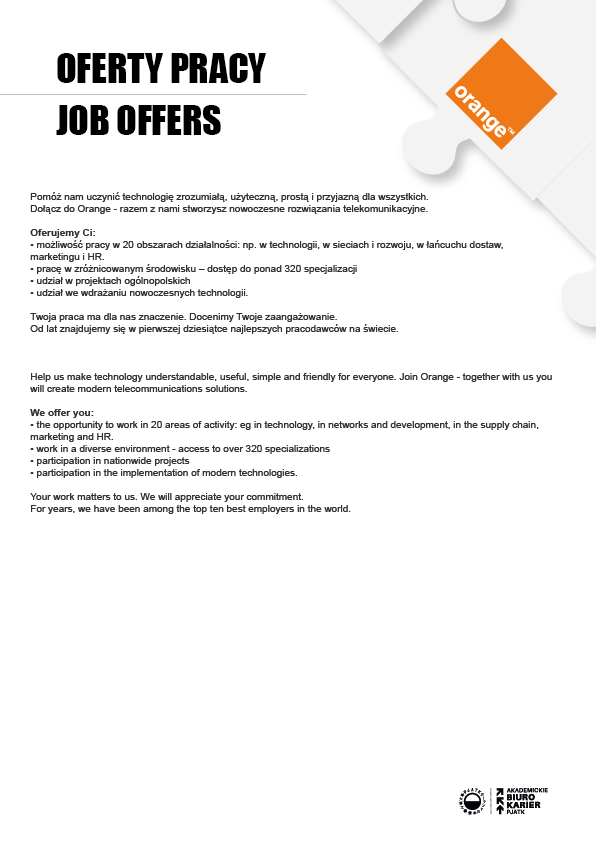 OFERTY PRACY
JOB OFFERS
orange™
Pomóż nam uczynić technologię zrozumiałą, użyteczną, prostą i przyjazną dla wszystkich.
Dołącz do Orange - razem z nami stworzysz nowoczesne rozwiązania telekomunikacyjne.
Oferujemy Ci:
• możliwość pracy w 20 obszarach działalności: np. w technologii, w sieciach i rozwoju, w łańcuchu dostaw,
marketingu i HR.
• pracę w zróżnicowanym środowisku – dostęp do ponad 320 specjalizacji
• udział w projektach ogólnopolskich
• udział we wdrażaniu nowoczesnych technologii.
Twoja praca ma dla nas znaczenie. Docenimy Twoje zaangażowanie.
Od lat znajdujemy się w pierwszej dziesiątce najlepszych pracodawców na świecie.
Help us make technology understandable, useful, simple and friendly for everyone. Join Orange - together with us you
will create modern telecommunications solutions.
We offer you:
• the opportunity to work in 20 areas of activity: eg in technology, in networks and development, in the supply chain,
marketing and HR.
• work in a diverse environment - access to over 320 specializations
• participation in nationwide projects
• participation in the implementation of modern technologies.
Your work matters to us. We will appreciate your commitment.
For years, we have been among the top ten best employers in the world.
AKADEMICKIE
BIURO
KARIER
PJATK